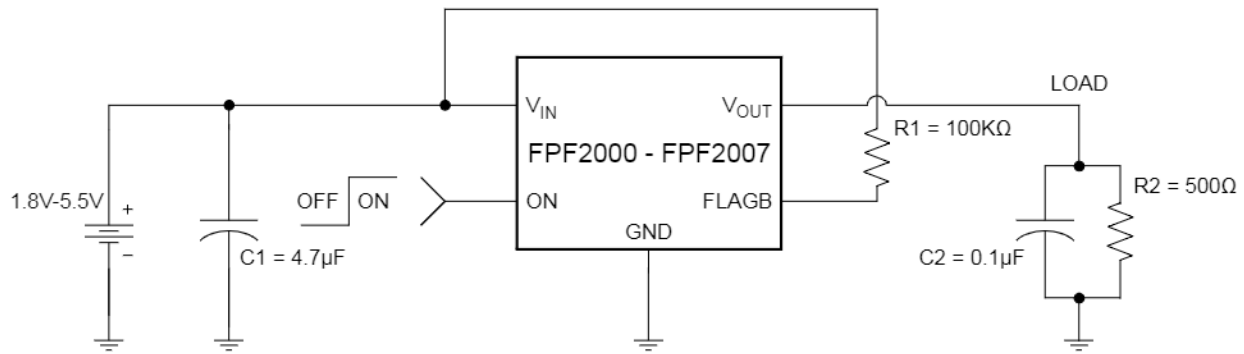 LOAD
V_IN
V_OUT
R1 = 100KΩ
FPF2000 - FPF2007
1.8V-5.5V
+
−
OFF
ON
ON
FLAGB
R2 = 500Ω
GND
C1 = 4.7µF
C2 = 0.1µF